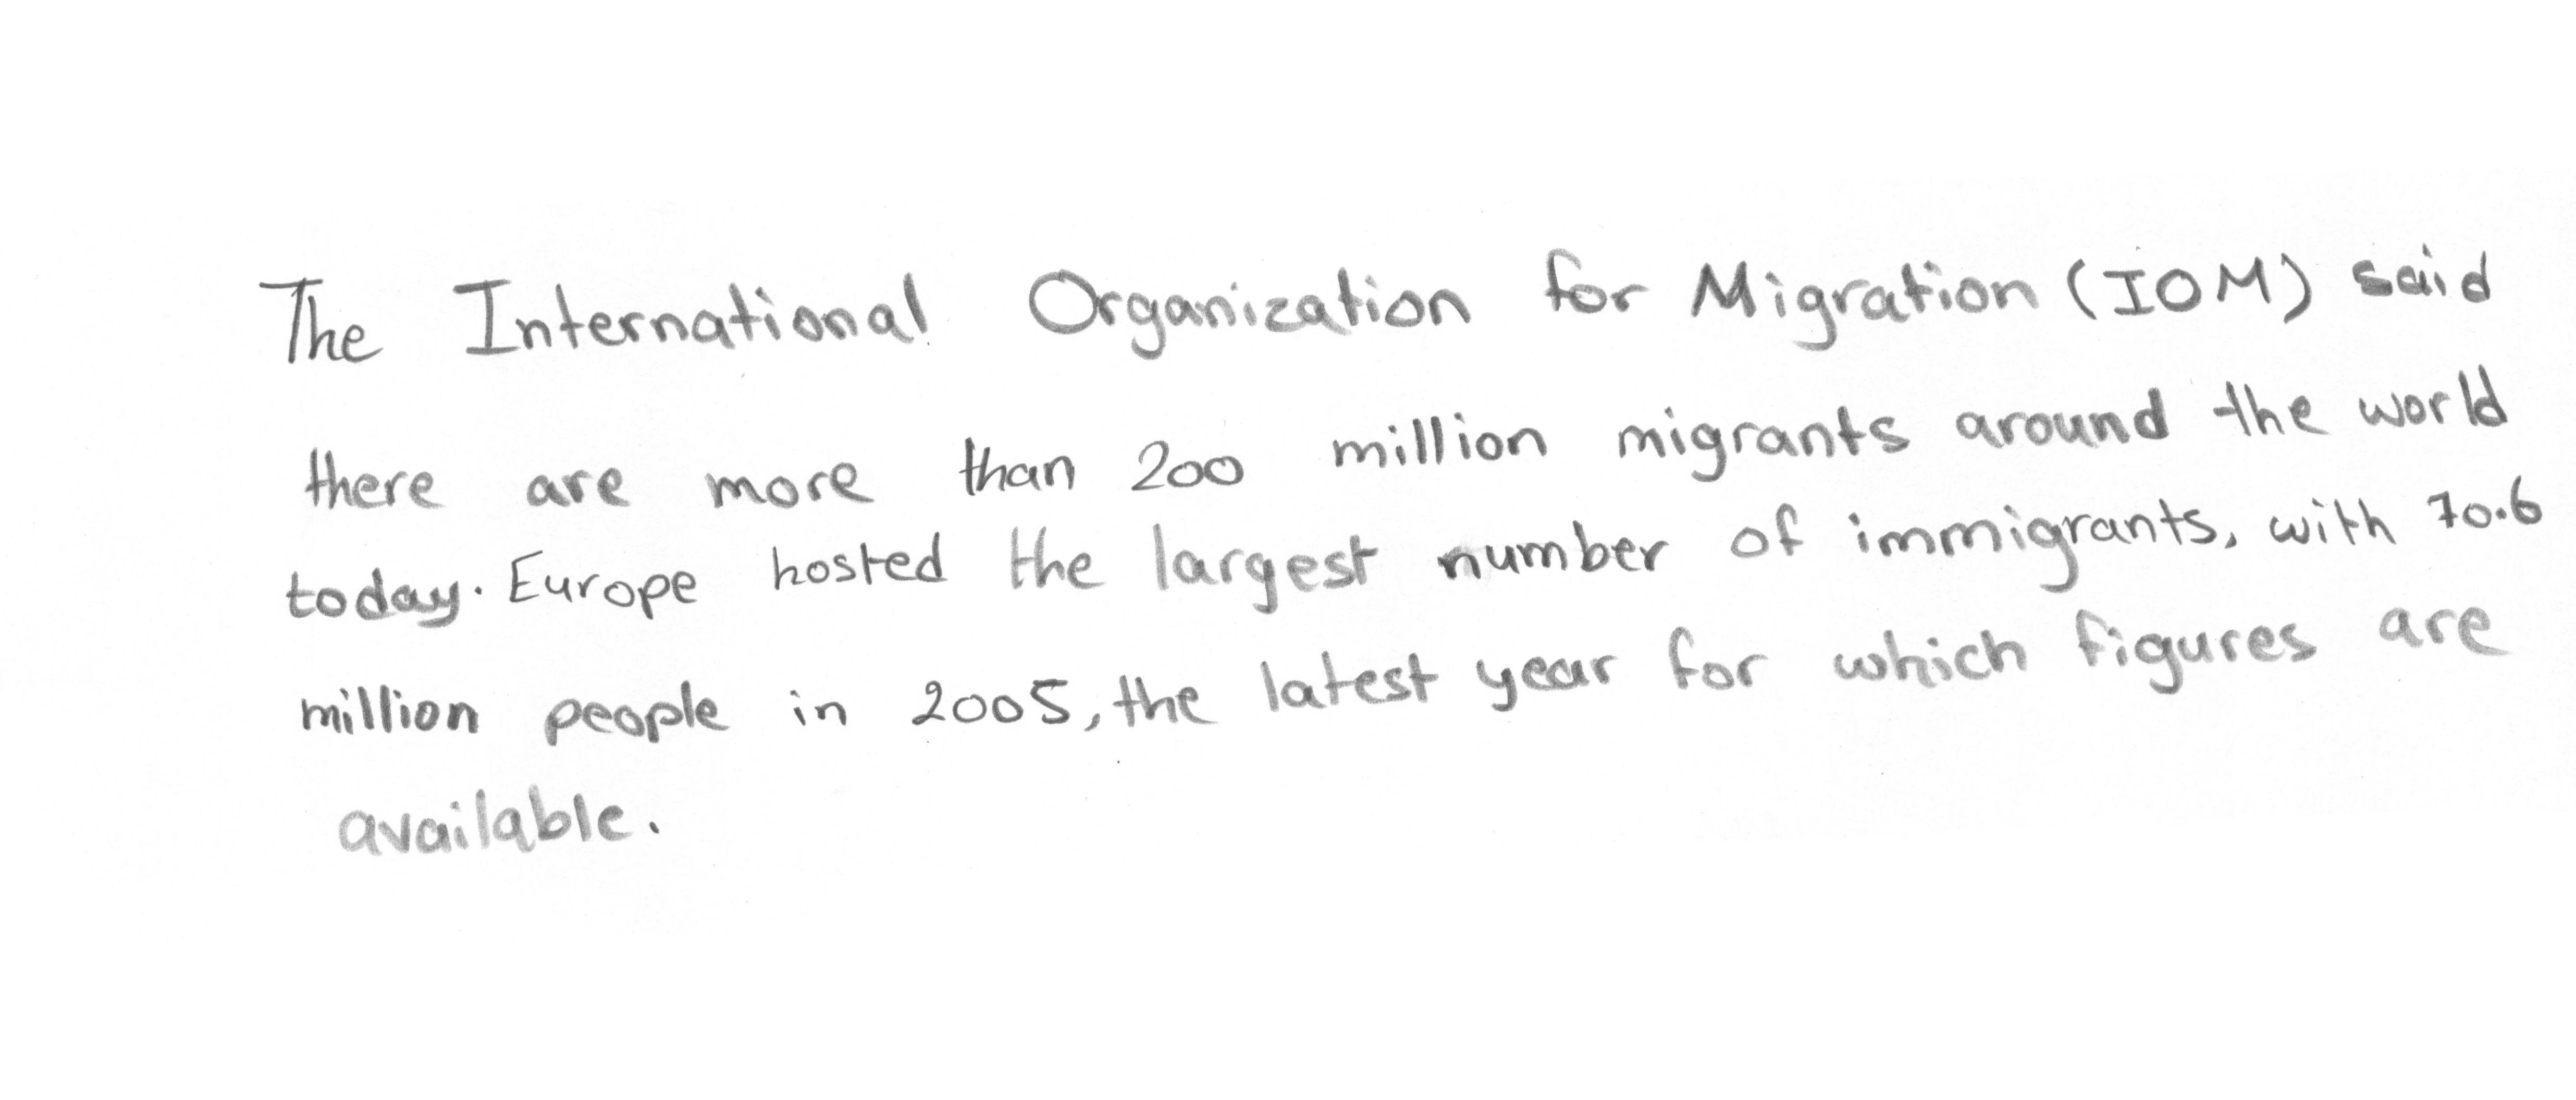 The International Organization for Migration (IOM) said
there are more than 200 million migrants around the world
today. Europe hosted the largest number of immigrants, with 70.6
million people in 2005, the latest year for which figures are
available.